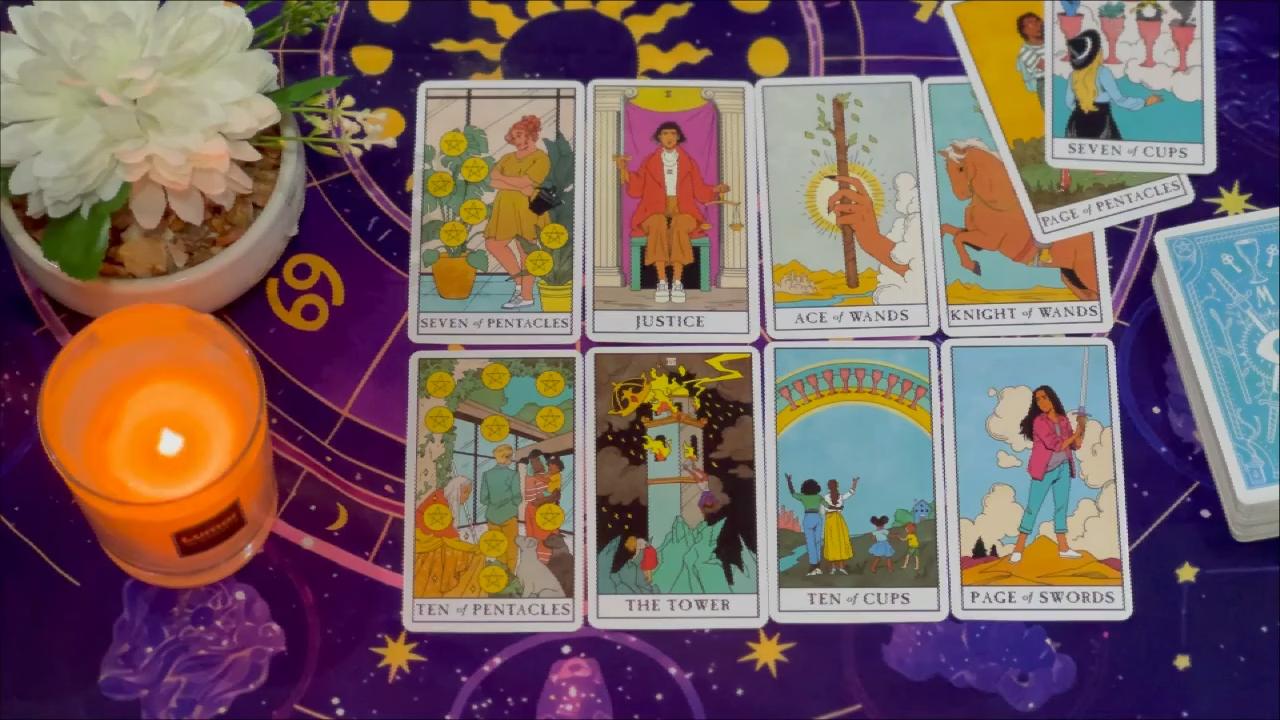 SEVEN of CUPS
PAGE of PENTACLES
SEVEN of PENTACLES
JUSTICE
ACE of WANDS
KNIGHT of WANDS
TEN of PENTACLES
THE TOWER
TEN of CUPS
PAGE of SWORDS